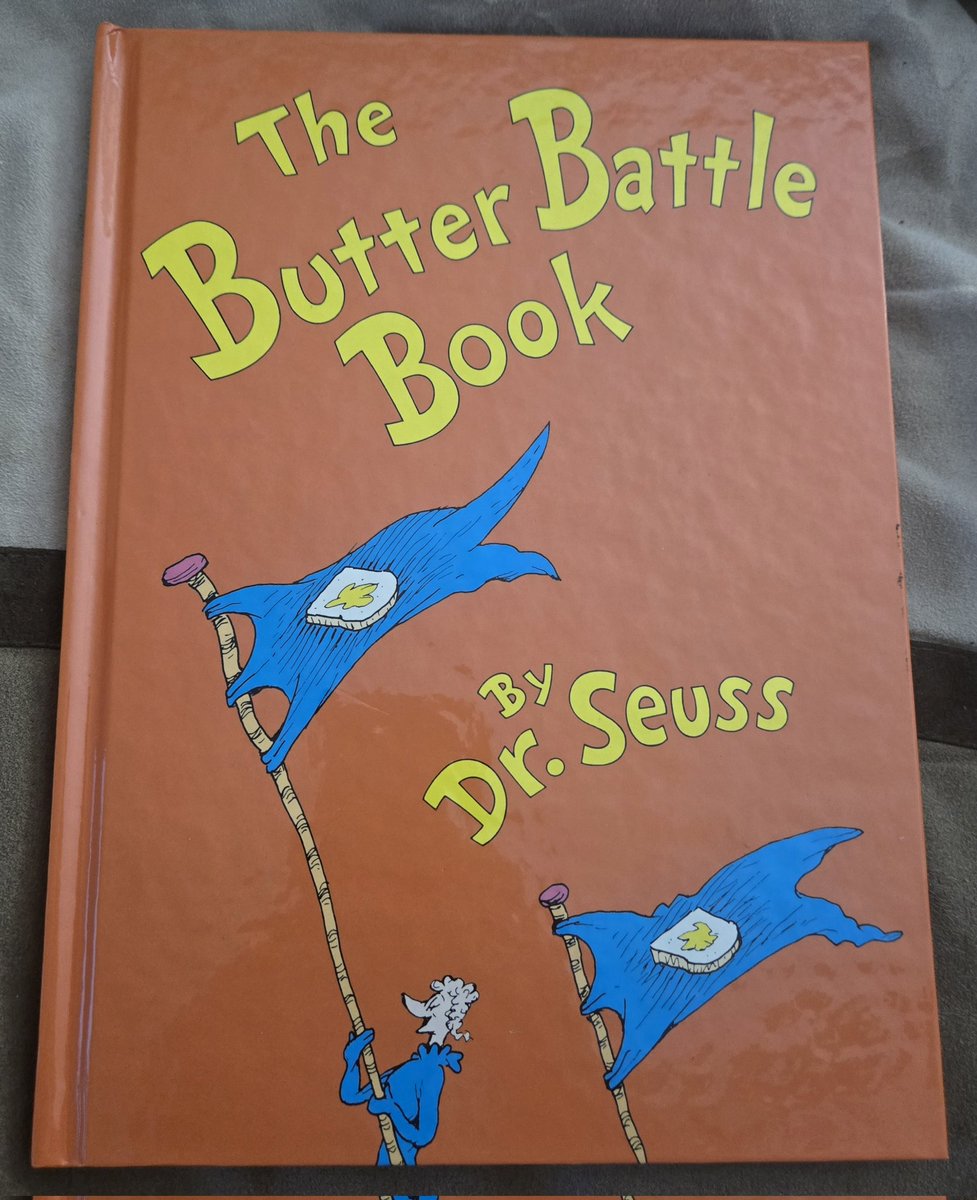 The
Butter Battle
Book
By
Dr. Seuss